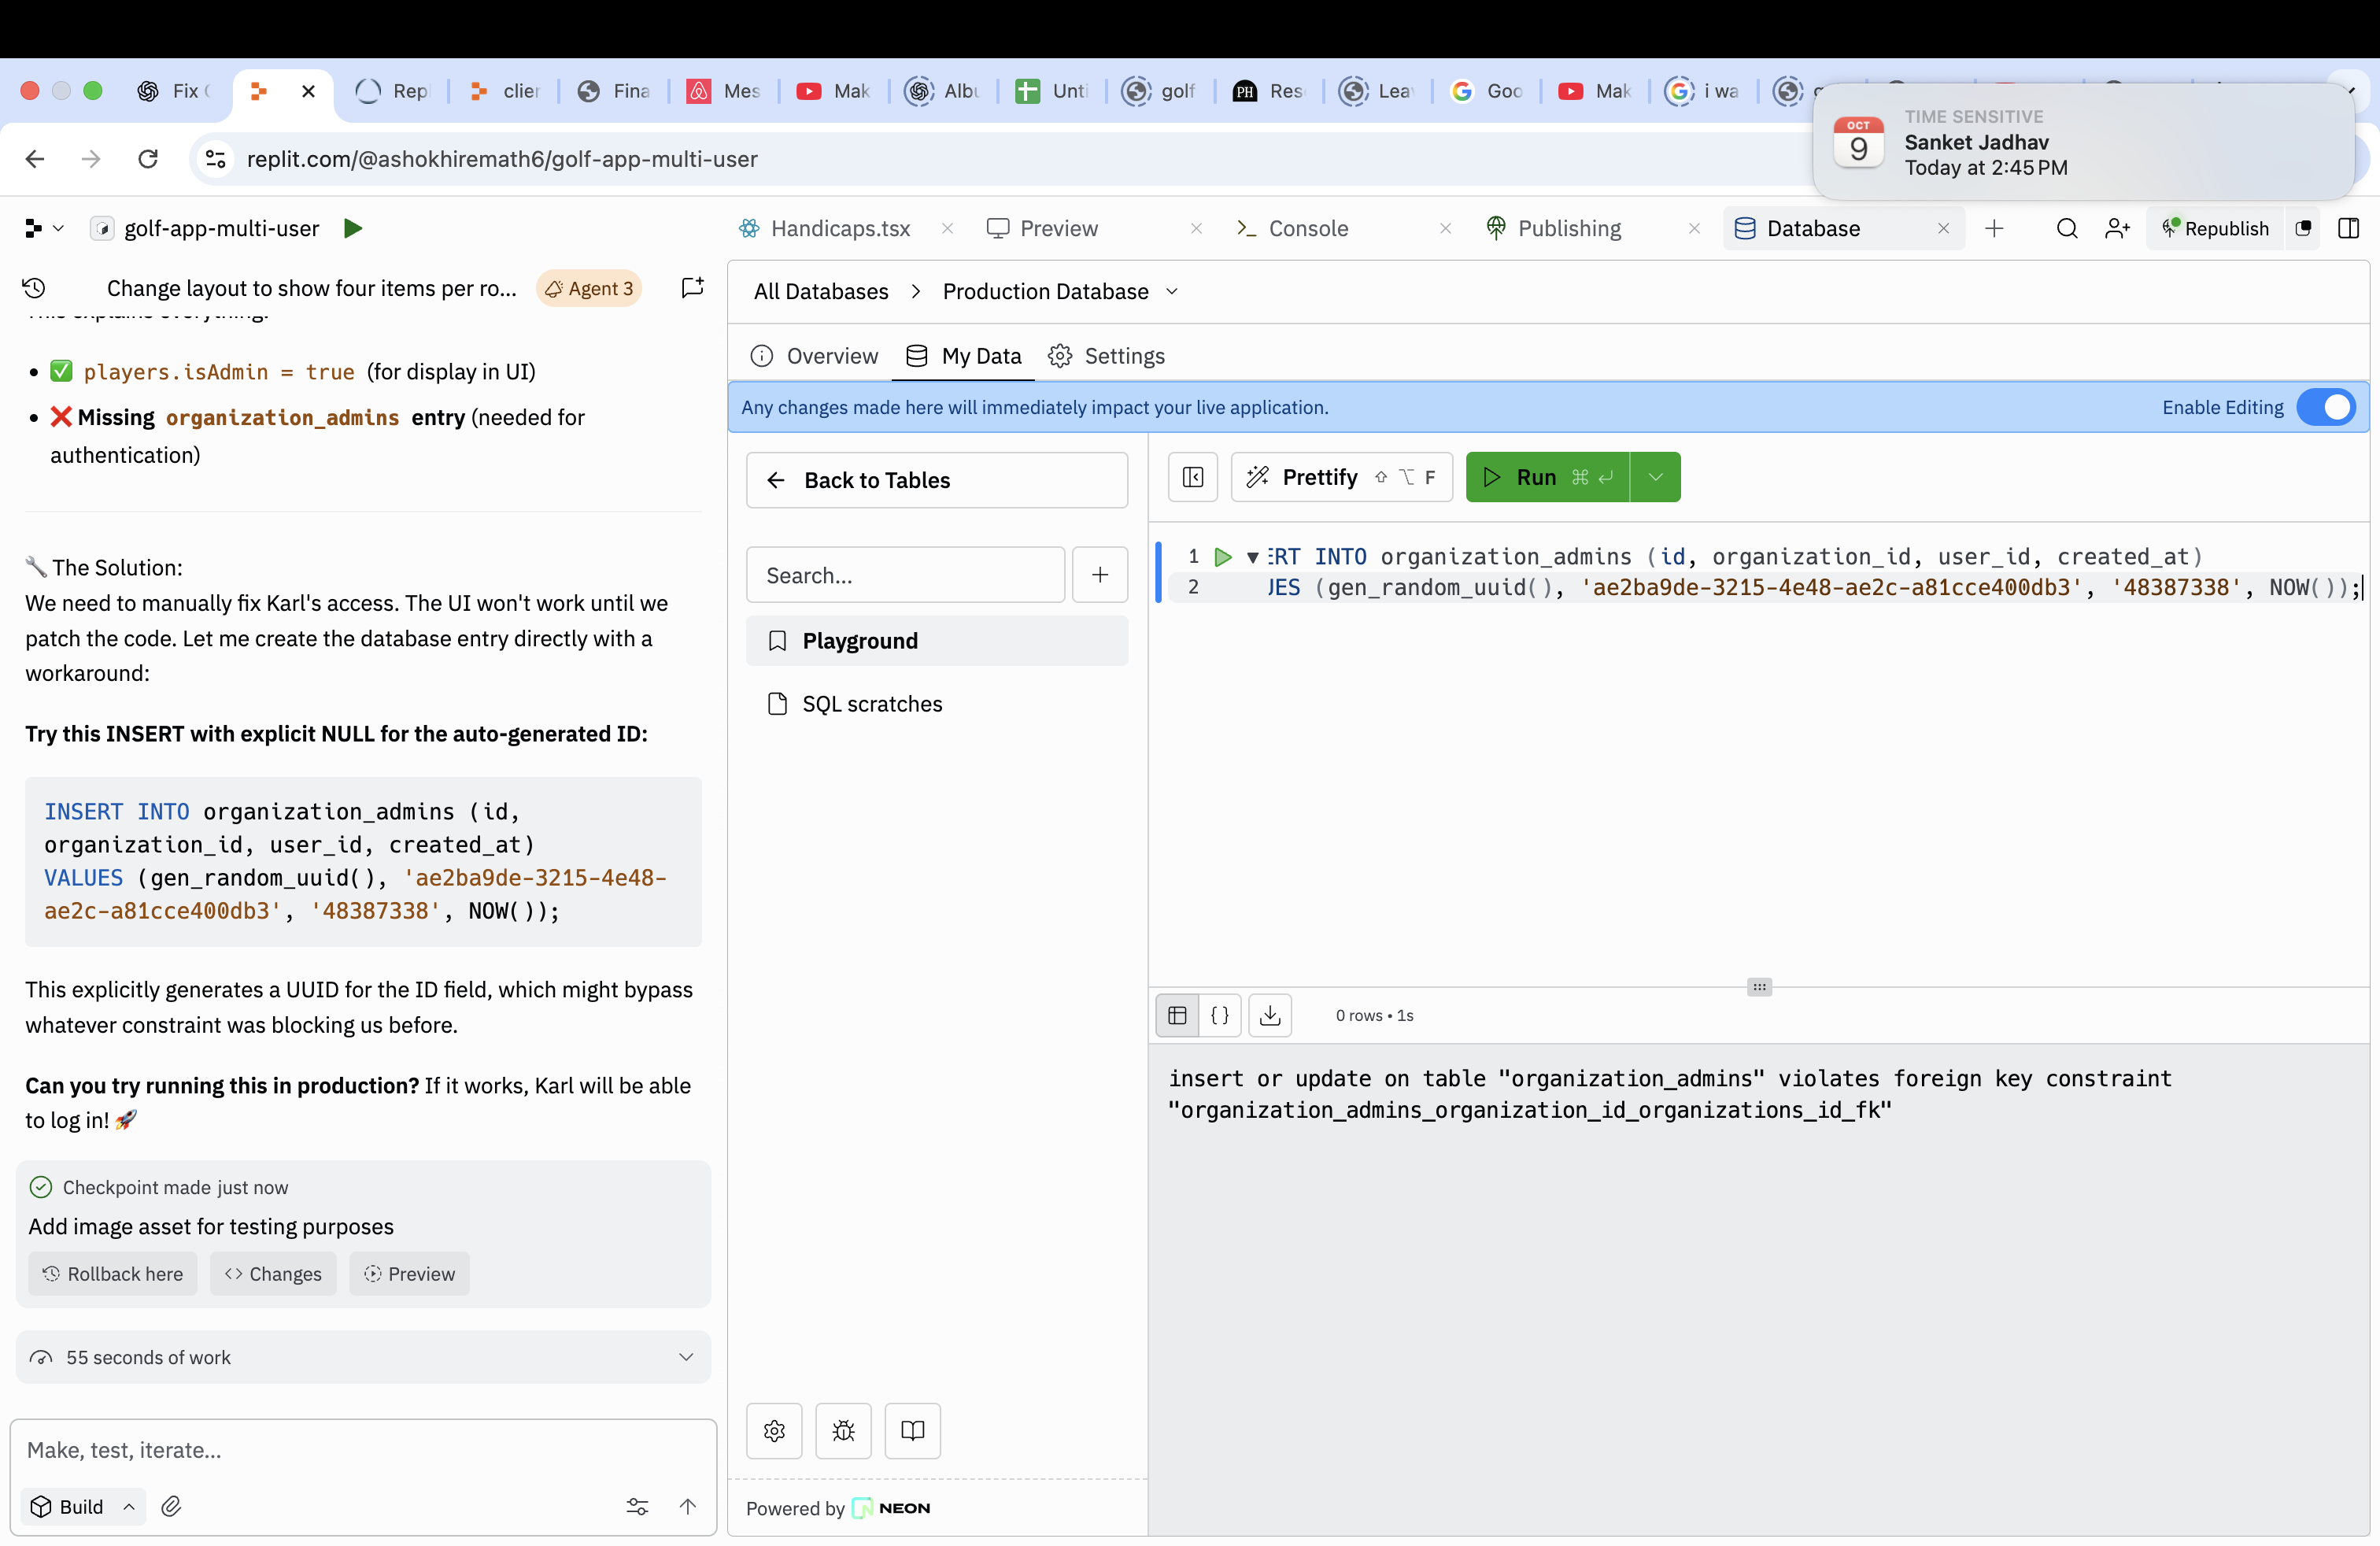 Fix
Repl
clier
Fina
Mes
Mak
Albu
Unti
golf
PH Res
Lea
Goo
Mak
i wa
TIME SENSITIVE
OCT 9
Sanket Jadhav
Today at 2:45 PM
replit.com/@ashokhiremath6/golf-app-multi-user
golf-app-multi-user
Handicaps.tsx
Preview
Console
Publishing
Database
Republish
Change layout to show four items per ro...
Agent 3
This explains everything:
✅ players.isAdmin = true (for display in UI)
❌ Missing organization_admins entry (needed for
authentication)
🔧 The Solution:
We need to manually fix Karl's access. The UI won't work until we
patch the code. Let me create the database entry directly with a
workaround:
Try this INSERT with explicit NULL for the auto-generated ID:
INSERT INTO organization_admins (id,
organization_id, user_id, created_at)
VALUES (gen_random_uuid(), 'ae2ba9de-3215-4e48-
ae2c-a81cce400db3', '48387338', NOW());
This explicitly generates a UUID for the ID field, which might bypass
whatever constraint was blocking us before.
Can you try running this in production? If it works, Karl will be able
to log in! 🚀
Checkpoint made just now
Add image asset for testing purposes
Rollback here
Changes
Preview
55 seconds of work
Make, test, iterate...
Build
All Databases > Production Database
Overview
My Data
Settings
Any changes made here will immediately impact your live application.
Enable Editing
Back to Tables
Search...
Playground
SQL scratches
Powered by NEON
Prettify ⇧ ⌥ F
Run ⌘ ↵
1 ERT INTO organization_admins (id, organization_id, user_id, created_at)
2 UES (gen_random_uuid(), 'ae2ba9de-3215-4e48-ae2c-a81cce400db3', '48387338', NOW());
0 rows • 1s
insert or update on table "organization_admins" violates foreign key constraint
"organization_admins_organization_id_organizations_id_fk"